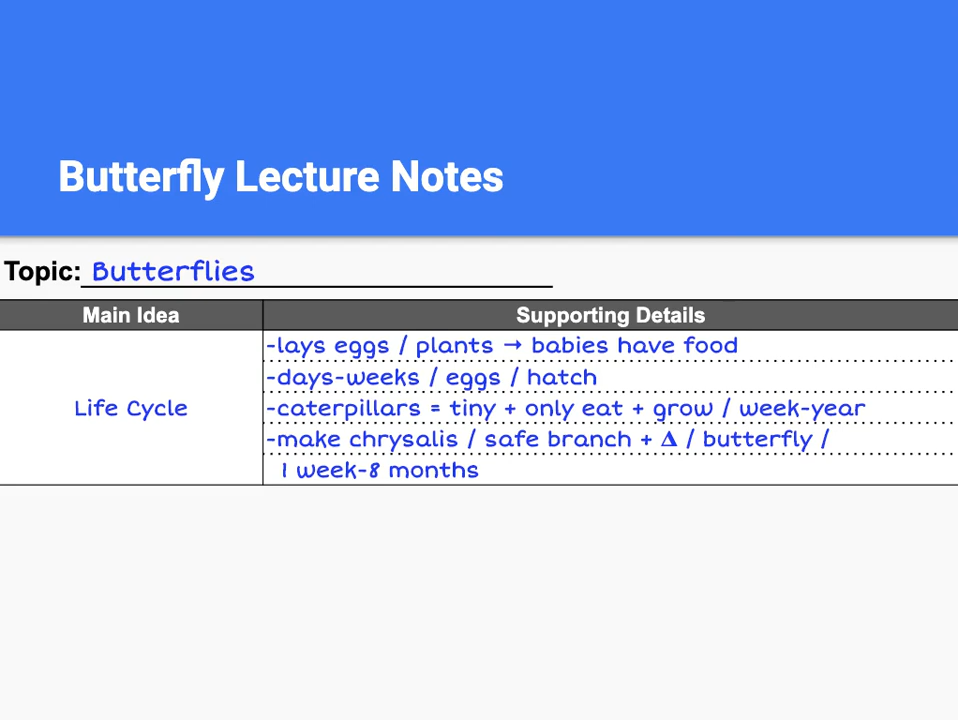 Butterfly Lecture Notes
Topic: Butterflies
Main Idea
Supporting Details
Life Cycle
-lays eggs / plants → babies have food
-days-weeks / eggs / hatch
-caterpillars = tiny + only eat + grow / week-year
-make chrysalis / safe branch + Δ / butterfly /
1 week-8 months